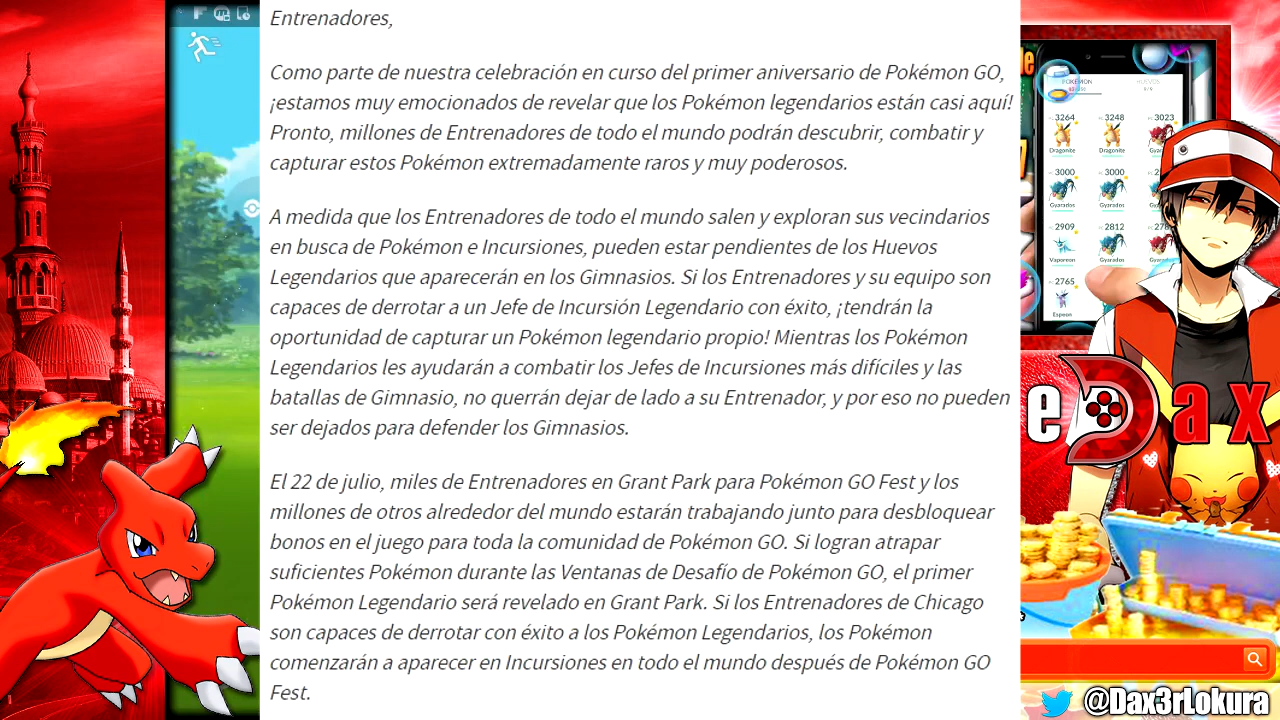 Entrenadores,
Como parte de nuestra celebración en curso del primer aniversario de Pokémon GO,
¡estamos muy emocionados de revelar que los Pokémon legendarios están casi aquí!
Pronto, millones de Entrenadores de todo el mundo podrán descubrir, combatir y
capturar estos Pokémon extremadamente raros y muy poderosos.
A medida que los Entrenadores de todo el mundo salen y exploran sus vecindarios
en busca de Pokémon e Incursiones, pueden estar pendientes de los Huevos
Legendarios que aparecerán en los Gimnasios. Si los Entrenadores y su equipo son
capaces de derrotar a un Jefe de Incursión Legendario con éxito, ¡tendrán la
oportunidad de capturar un Pokémon legendario propio! Mientras los Pokémon
Legendarios les ayudarán a combatir los Jefes de Incursiones más difíciles y las
batallas de Gimnasio, no querrán dejar de lado a su Entrenador, y por eso no pueden
ser dejados para defender los Gimnasios.
El 22 de julio, miles de Entrenadores en Grant Park para Pokémon GO Fest y los
millones de otros alrededor del mundo estarán trabajando junto para desbloquear
bonos en el juego para toda la comunidad de Pokémon GO. Si logran atrapar
suficientes Pokémon durante las Ventanas de Desafío de Pokémon GO, el primer
Pokémon Legendario será revelado en Grant Park. Si los Entrenadores de Chicago
son capaces de derrotar con éxito a los Pokémon Legendarios, los Pokémon
comenzarán a aparecer en Incursiones en todo el mundo después de Pokémon GO
Fest.
POKÉMON HUEVOS
9/9
3264 3248 3023
Dragonite Dragonite Gyara
3000 3000
Gyarados Gyarados Gyara
2909 2812 278
Vaporeon Gyarados Gyara
2765
Espeon
e Dax
@Dax3rLokura